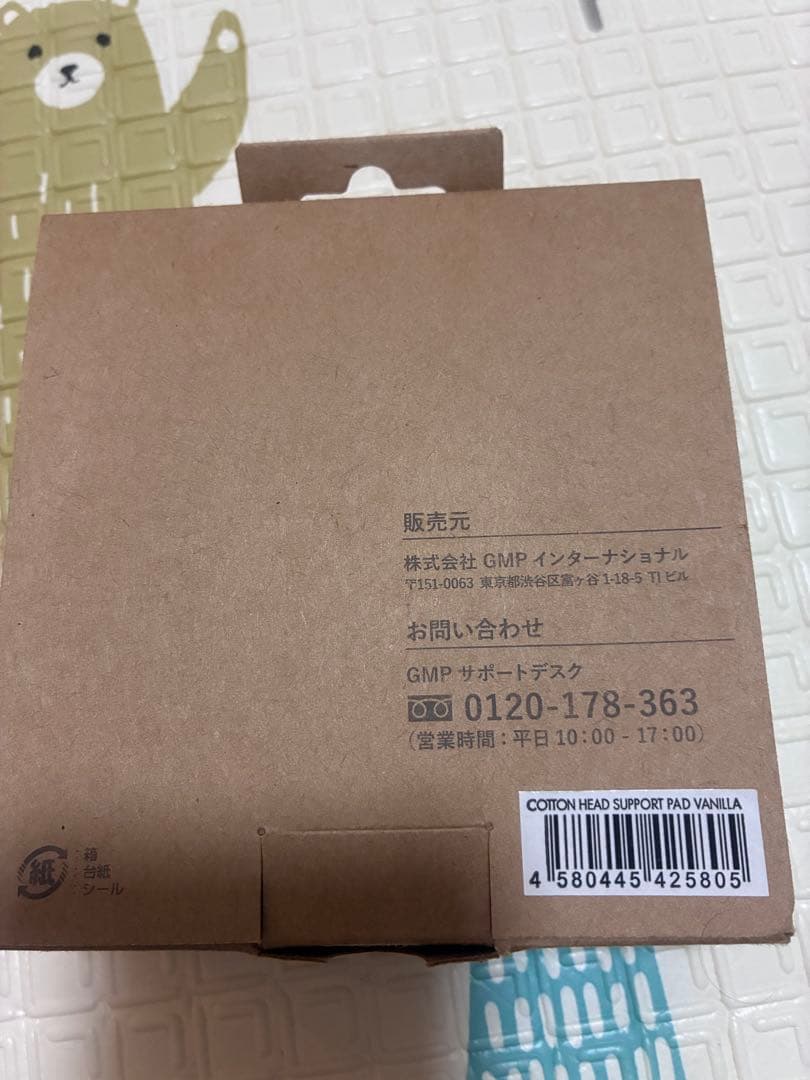 販売元
株式会社 GMP インターナショナル
〒151-0063 東京都渋谷区富ヶ谷 1-18-5 TJ ビル
お問い合わせ
GMP サポートデスク
0120-178-363
(営業時間：平日 10:00 - 17:00)
COTTON HEAD SUPPORT PAD VANILLA
4 580445 425805
紙
：箱
：台紙
：シール